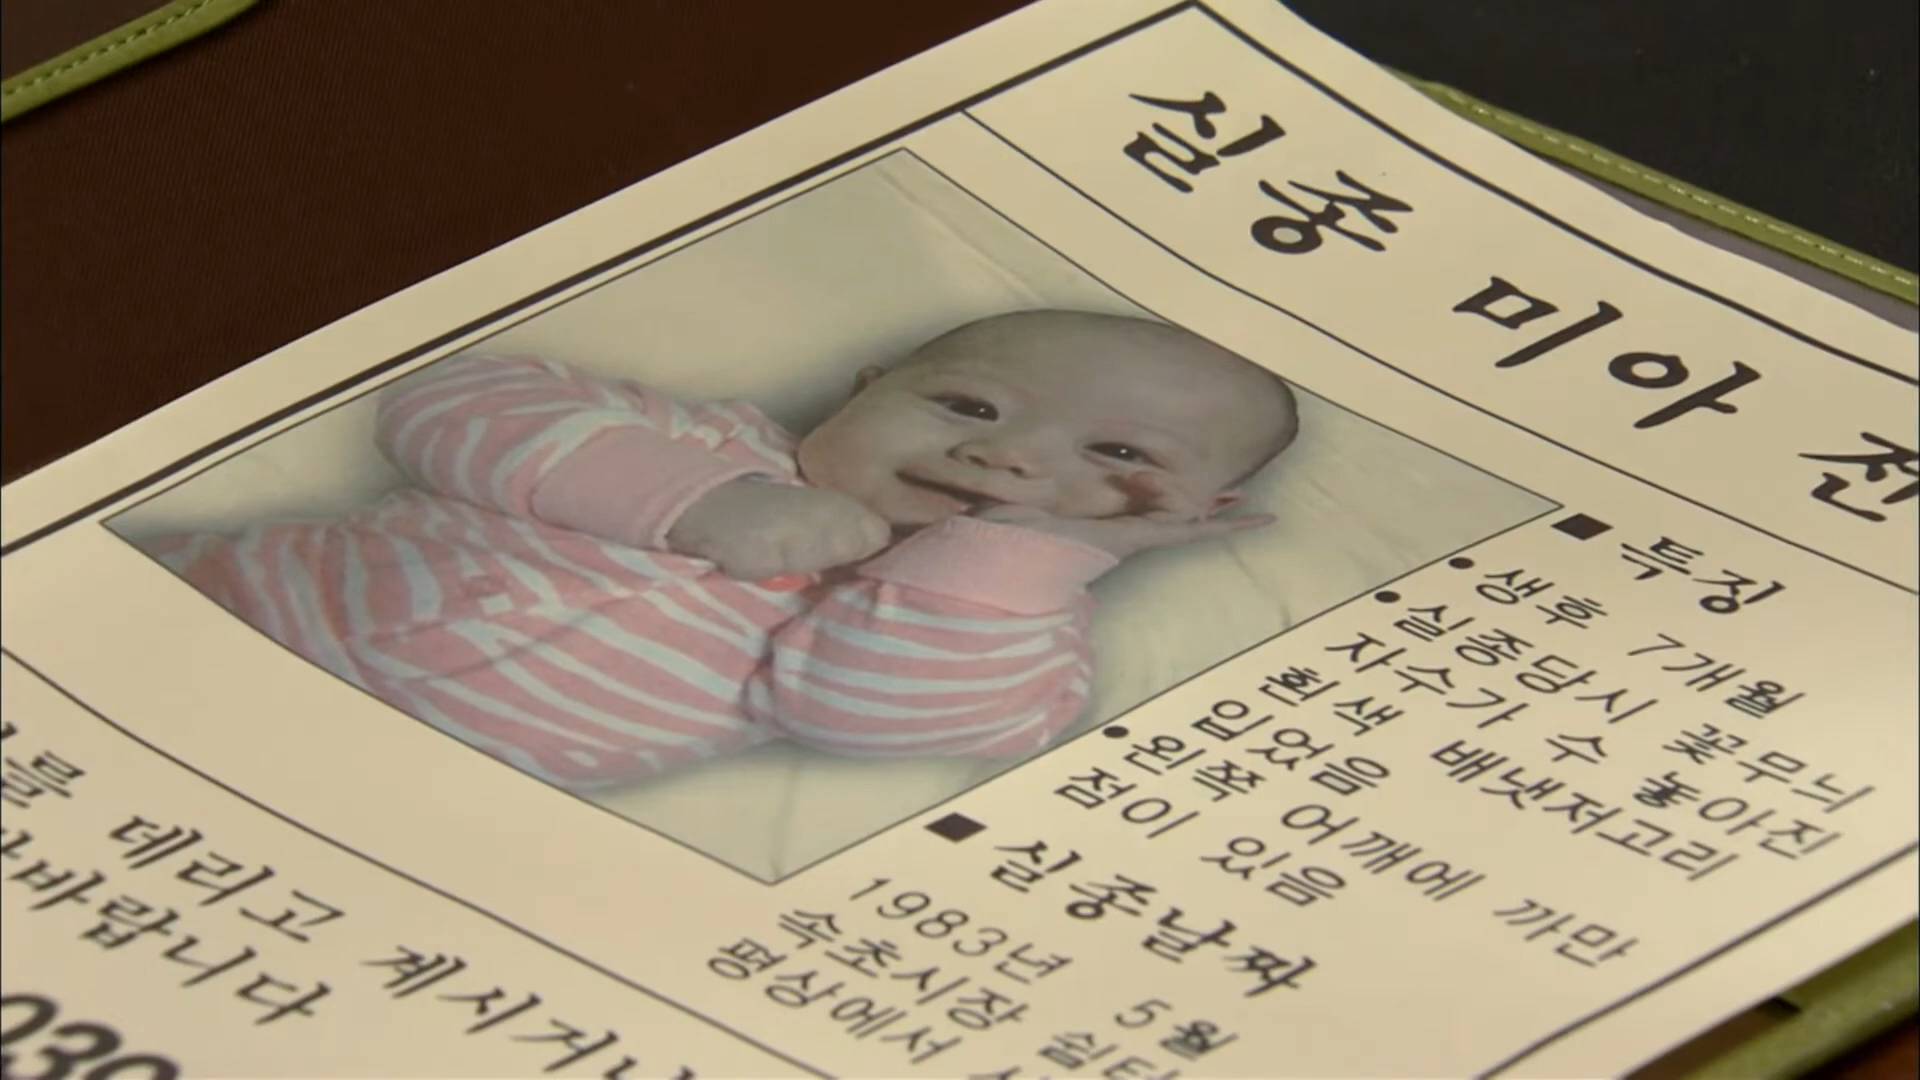 실종 미아 전
■ 특징
• 생후 7개월
• 실종당시 꽃무늬
자수가 수 놓아진
흰색 배냇저고리
입었음
• 왼쪽 어깨에 까만
점이 있음
■ 실종날짜
1983년 5월
속초시장 쉼터
평상에서
를 데리고 계시거나
바랍니다
030